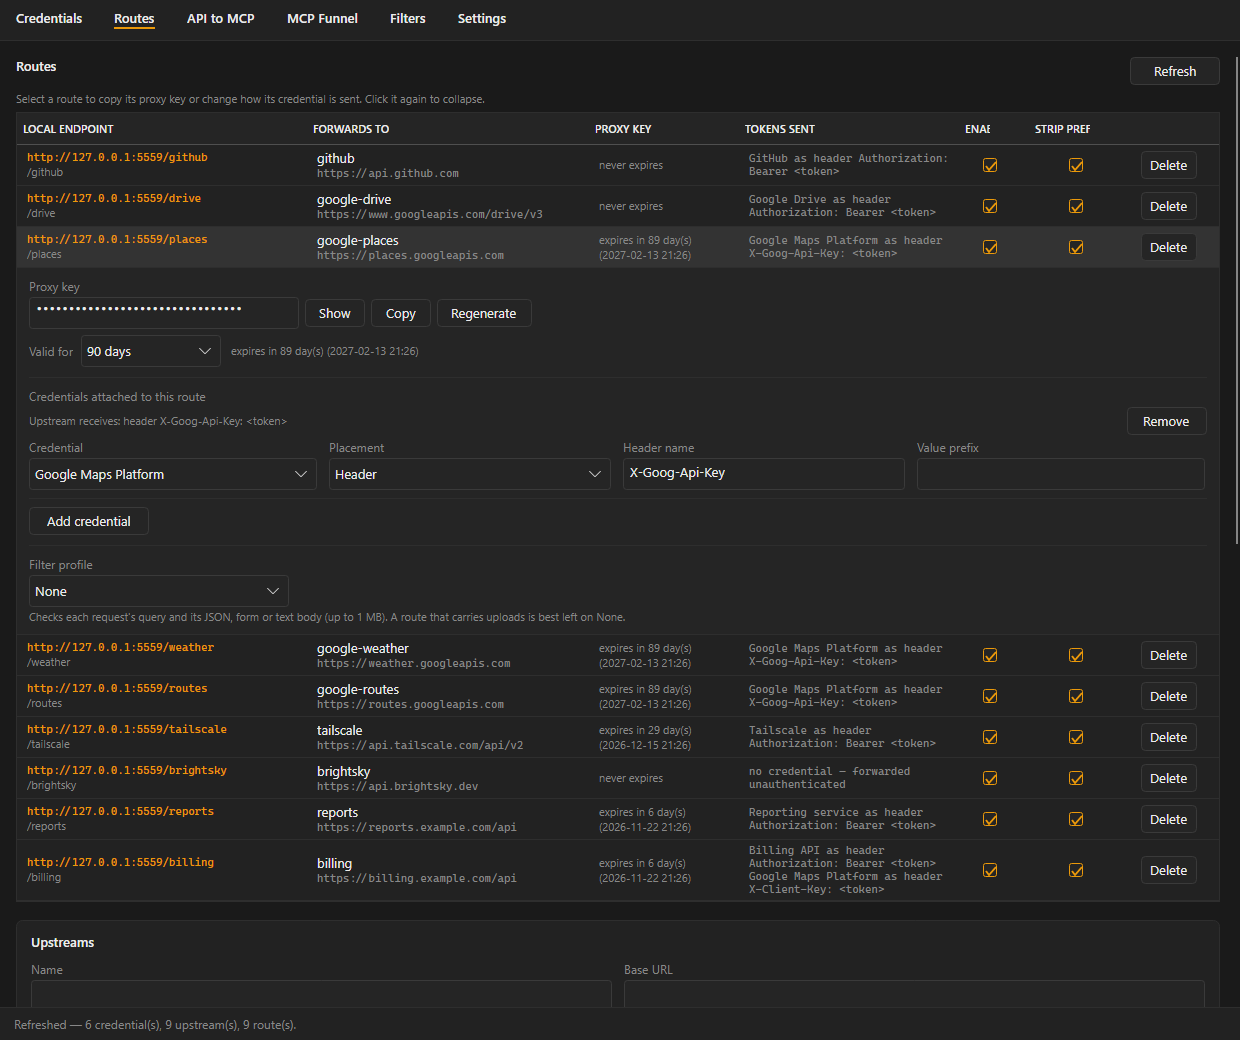 Credentials Routes API to MCP MCP Funnel Filters Settings
Routes
Refresh
Select a route to copy its proxy key or change how its credential is sent. Click it again to collapse.
LOCAL ENDPOINT FORWARDS TO PROXY KEY TOKENS SENT ENAE STRIP PREF
http://127.0.0.1:5559/github github never expires GitHub as header Authorization: Delete
/github https://api.github.com Bearer <token>
http://127.0.0.1:5559/drive google-drive never expires Google Drive as header Delete
/drive https://www.googleapis.com/drive/v3 Authorization: Bearer <token>
http://127.0.0.1:5559/places google-places expires in 89 day(s) Google Maps Platform as header Delete
/places https://places.googleapis.com (2027-02-13 21:26) X-Goog-Api-Key: <token>
Proxy key
•••••••••••••••••••••••••••••••• Show Copy Regenerate
Valid for 90 days expires in 89 day(s) (2027-02-13 21:26)
Credentials attached to this route
Upstream receives: header X-Goog-Api-Key: <token> Remove
Credential Placement Header name Value prefix
Google Maps Platform Header X-Goog-Api-Key
Add credential
Filter profile
None
Checks each request's query and its JSON, form or text body (up to 1 MB). A route that carries uploads is best left on None.
http://127.0.0.1:5559/weather google-weather expires in 89 day(s) Google Maps Platform as header Delete
/weather https://weather.googleapis.com (2027-02-13 21:26) X-Goog-Api-Key: <token>
http://127.0.0.1:5559/routes google-routes expires in 89 day(s) Google Maps Platform as header Delete
/routes https://routes.googleapis.com (2027-02-13 21:26) X-Goog-Api-Key: <token>
http://127.0.0.1:5559/tailscale tailscale expires in 29 day(s) Tailscale as header Delete
/tailscale https://api.tailscale.com/api/v2 (2026-12-15 21:26) Authorization: Bearer <token>
http://127.0.0.1:5559/brightsky brightsky never expires no credential — forwarded Delete
/brightsky https://api.brightsky.dev unauthenticated
http://127.0.0.1:5559/reports reports expires in 6 day(s) Reporting service as header Delete
/reports https://reports.example.com/api (2026-11-22 21:26) Authorization: Bearer <token>
Billing API as header
http://127.0.0.1:5559/billing billing expires in 6 day(s) Authorization: Bearer <token> Delete
/billing https://billing.example.com/api (2026-11-22 21:26) Google Maps Platform as header
X-Client-Key: <token>
Upstreams
Name Base URL
Refreshed — 6 credential(s), 9 upstream(s), 9 route(s).